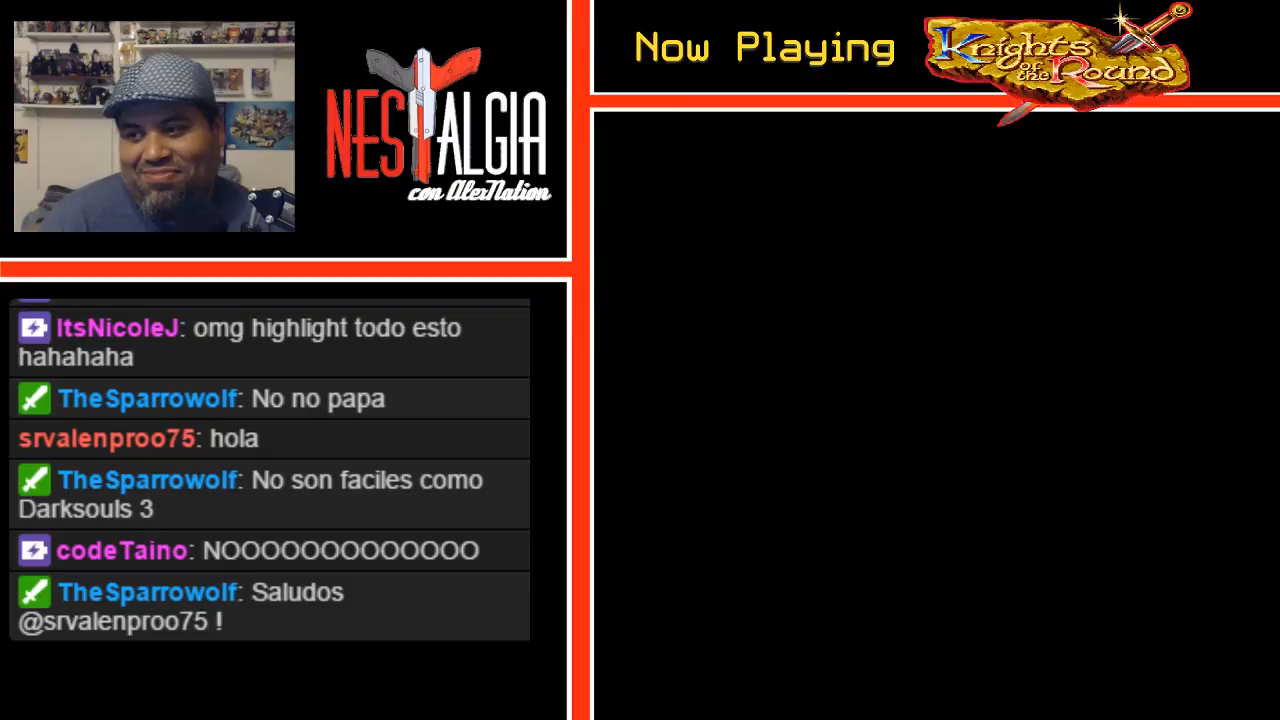 NESTALGIA
con AlexNation
Now Playing
Knights
of the Round
ItsNicoleJ: omg highlight todo esto
hahahaha
TheSparrowolf: No no papa
srvalenproo75: hola
TheSparrowolf: No son faciles como
Darksouls 3
codeTaino: NOOOOOOOOOOOOO
TheSparrowolf: Saludos
@srvalenproo75 !